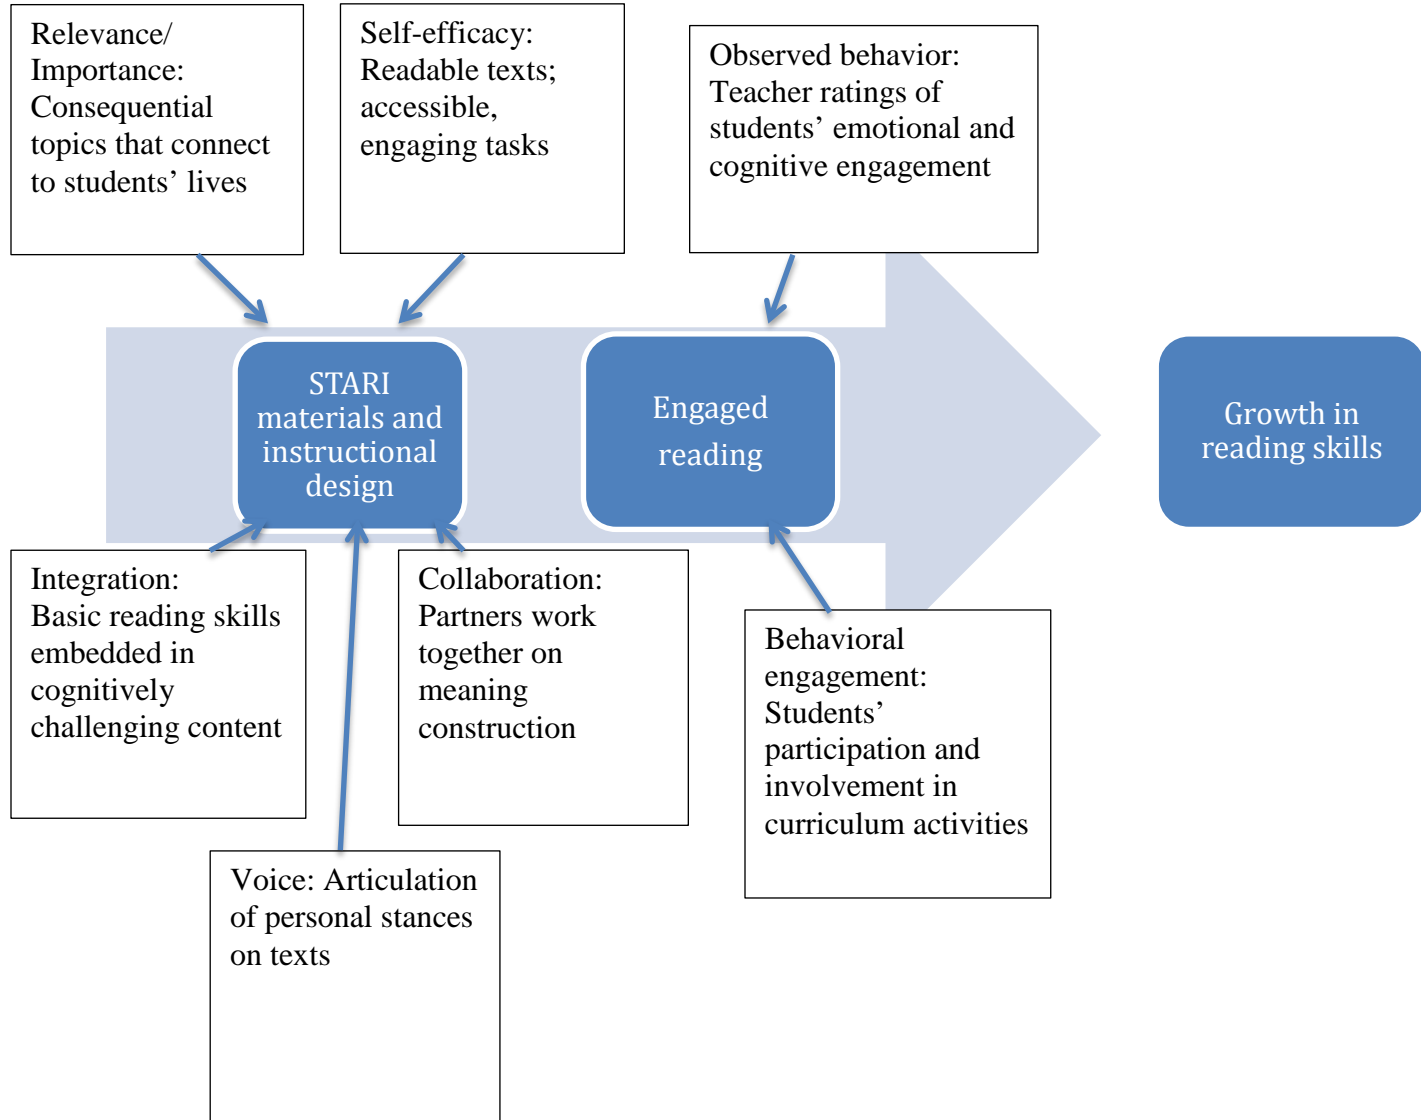 Relevance/
Importance:
Consequential
topics that connect
to students’ lives
Self-efficacy:
Readable texts;
accessible,
engaging tasks
Observed behavior:
Teacher ratings of
students’ emotional and
cognitive engagement
STARI
materials and
instructional
design
Engaged
reading
Growth in
reading skills
Integration:
Basic reading skills
embedded in
cognitively
challenging content
Collaboration:
Partners work
together on
meaning
construction
Behavioral
engagement:
Students’
participation and
involvement in
curriculum activities
Voice: Articulation
of personal stances
on texts